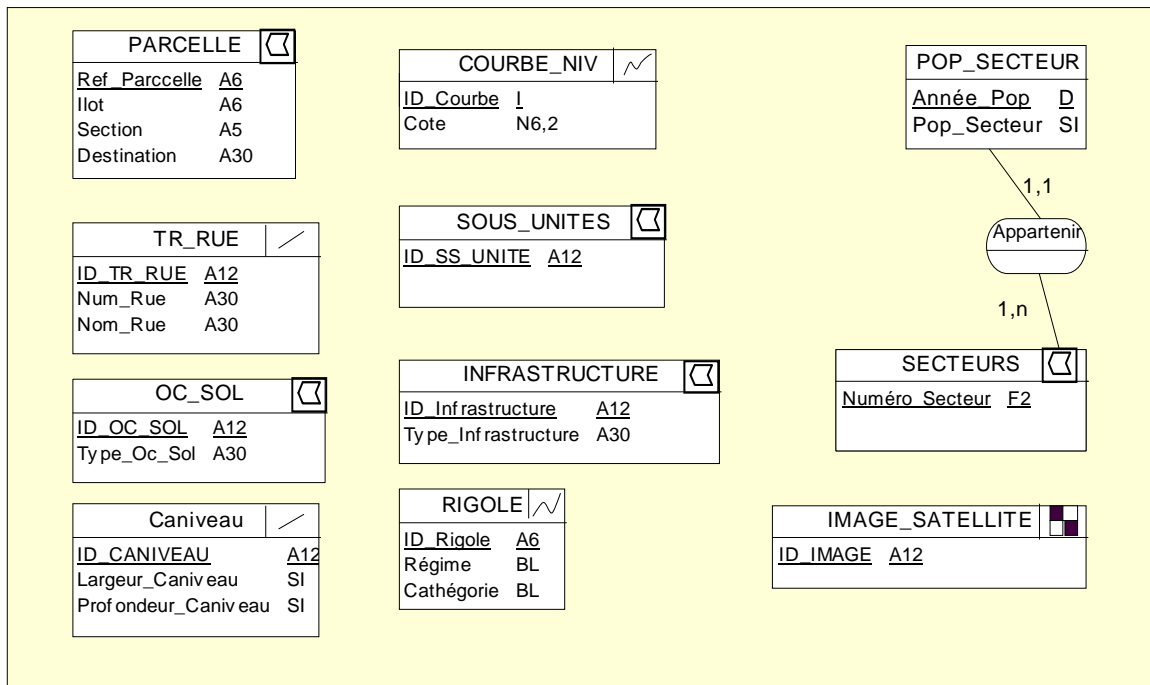 PARCELLE
Ref_Parccelle A6
Ilot A6
Section A5
Destination A30
COURBE_NIV
ID_Courbe I
Cote N6,2
POP_SECTEUR
Année_Pop D
Pop_Secteur SI
1,1
Appartenir
1,n
TR_RUE
ID_TR_RUE A12
Num_Rue A30
Nom_Rue A30
SOUS_UNITES
ID_SS_UNITE A12
SECTEURS
Numéro_Secteur F2
OC_SOL
ID_OC_SOL A12
Type_Oc_Sol A30
INFRASTRUCTURE
ID_Infrastructure A12
Type_Infrastructure A30
Caniveau
ID_CANIVEAU A12
Largeur_Caniveau SI
Profondeur_Caniveau SI
RIGOLE
ID_Rigole A6
Régime BL
Cathégorie BL
IMAGE_SATELLITE
ID_IMAGE A12